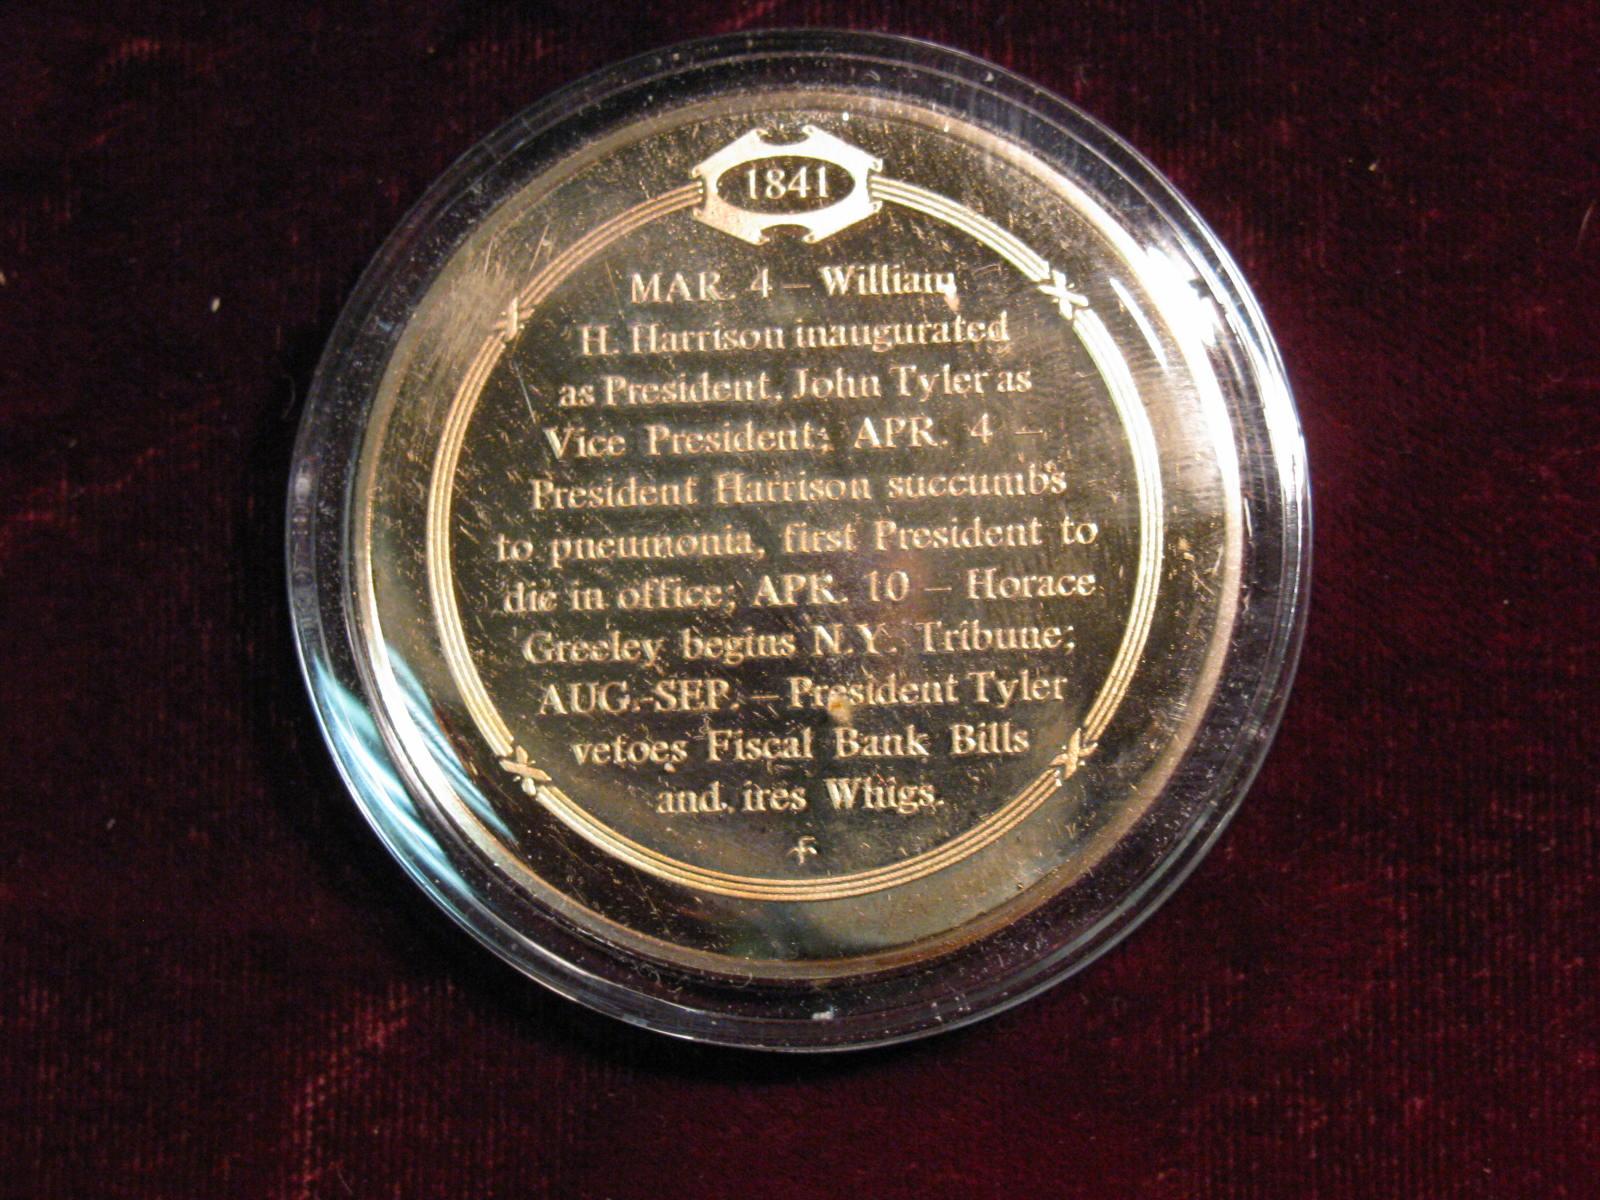 1841
MAR. 4 – William
H. Harrison inaugurated
as President, John Tyler as
Vice President; APR. 4 –
President Harrison succumbs
to pneumonia, first President to
die in office; APR. 10 – Horace
Greeley begins N.Y. Tribune;
AUG.-SEP. – President Tyler
vetoes Fiscal Bank Bills
and ires Whigs.